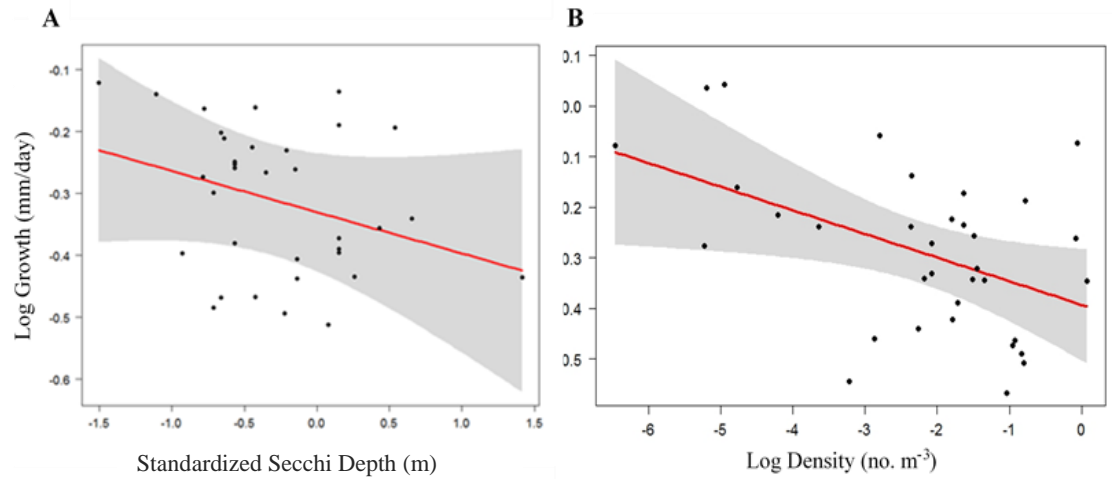 A
B
Log Growth (mm/day)
-0.1
-0.2
-0.3
-0.4
-0.5
-0.6
-1.5 -1.0 -0.5 0.0 0.5 1.0 1.5
Standardized Secchi Depth (m)
0.1
0.0
0.1
0.2
0.3
0.4
0.5
-6 -5 -4 -3 -2 -1 0
Log Density (no. m⁻³)